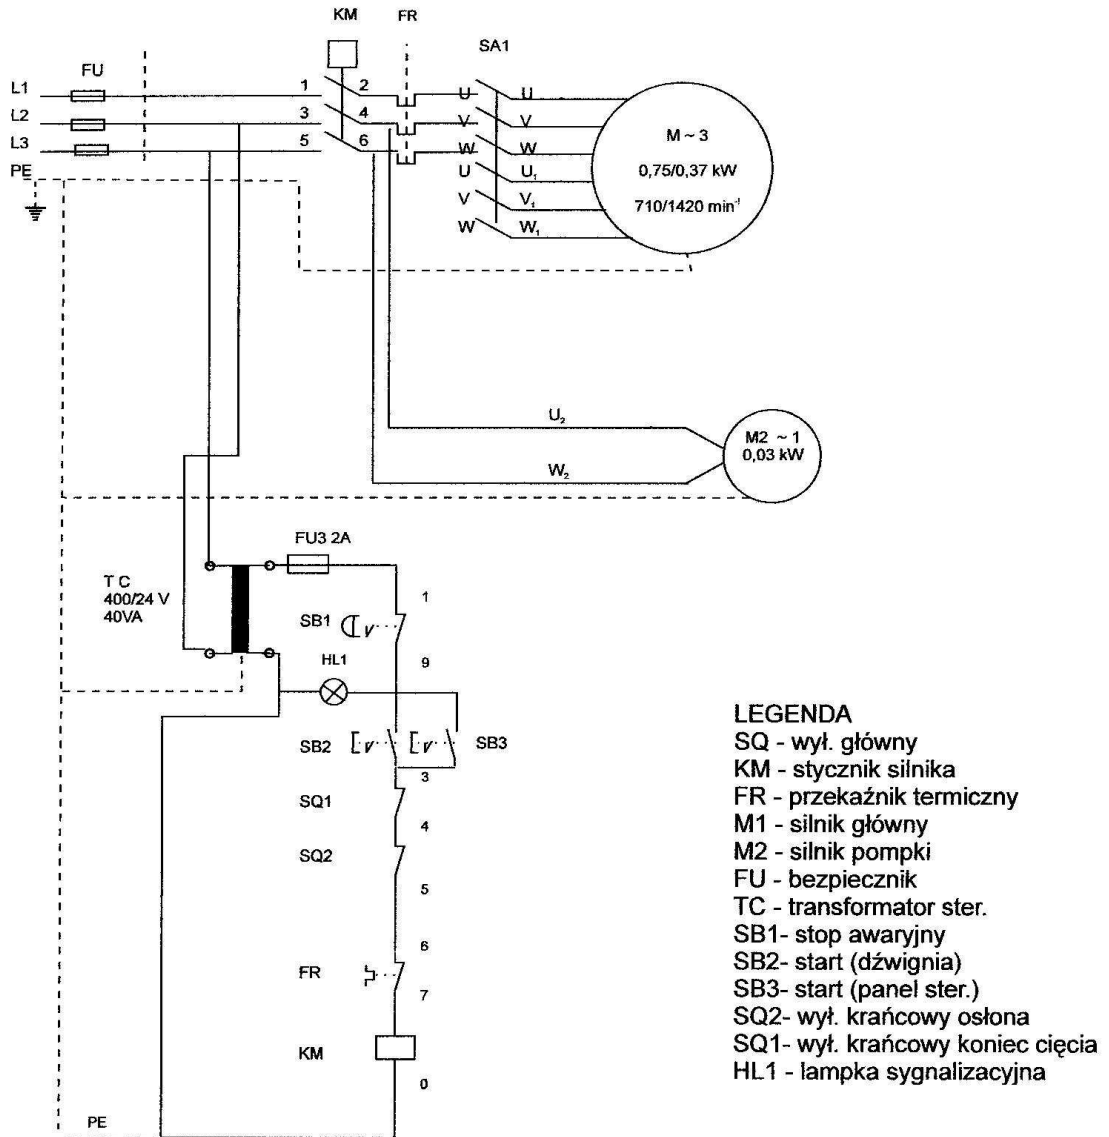 KM
FR
SA1
FU
L1
1
2
U
U
L2
3
4
V
V
L3
5
6
W
W
PE
U
U₁
V
V₁
W
W₁
M ~ 3
0,75/0,37 kW
710/1420 min⁻¹
U₂
W₂
M2 ~ 1
0,03 kW
FU3 2A
T C
400/24 V
40VA
1
SB1
HL1
9
SB2
SB3
3
SQ1
4
SQ2
5
6
FR
7
KM
0
PE
LEGENDA
SQ - wył. główny
KM - stycznik silnika
FR - przekaźnik termiczny
M1 - silnik główny
M2 - silnik pompki
FU - bezpiecznik
TC - transformator ster.
SB1- stop awaryjny
SB2- start (dźwignia)
SB3- start (panel ster.)
SQ2- wył. krańcowy osłona
SQ1- wył. krańcowy koniec cięcia
HL1 - lampka sygnalizacyjna